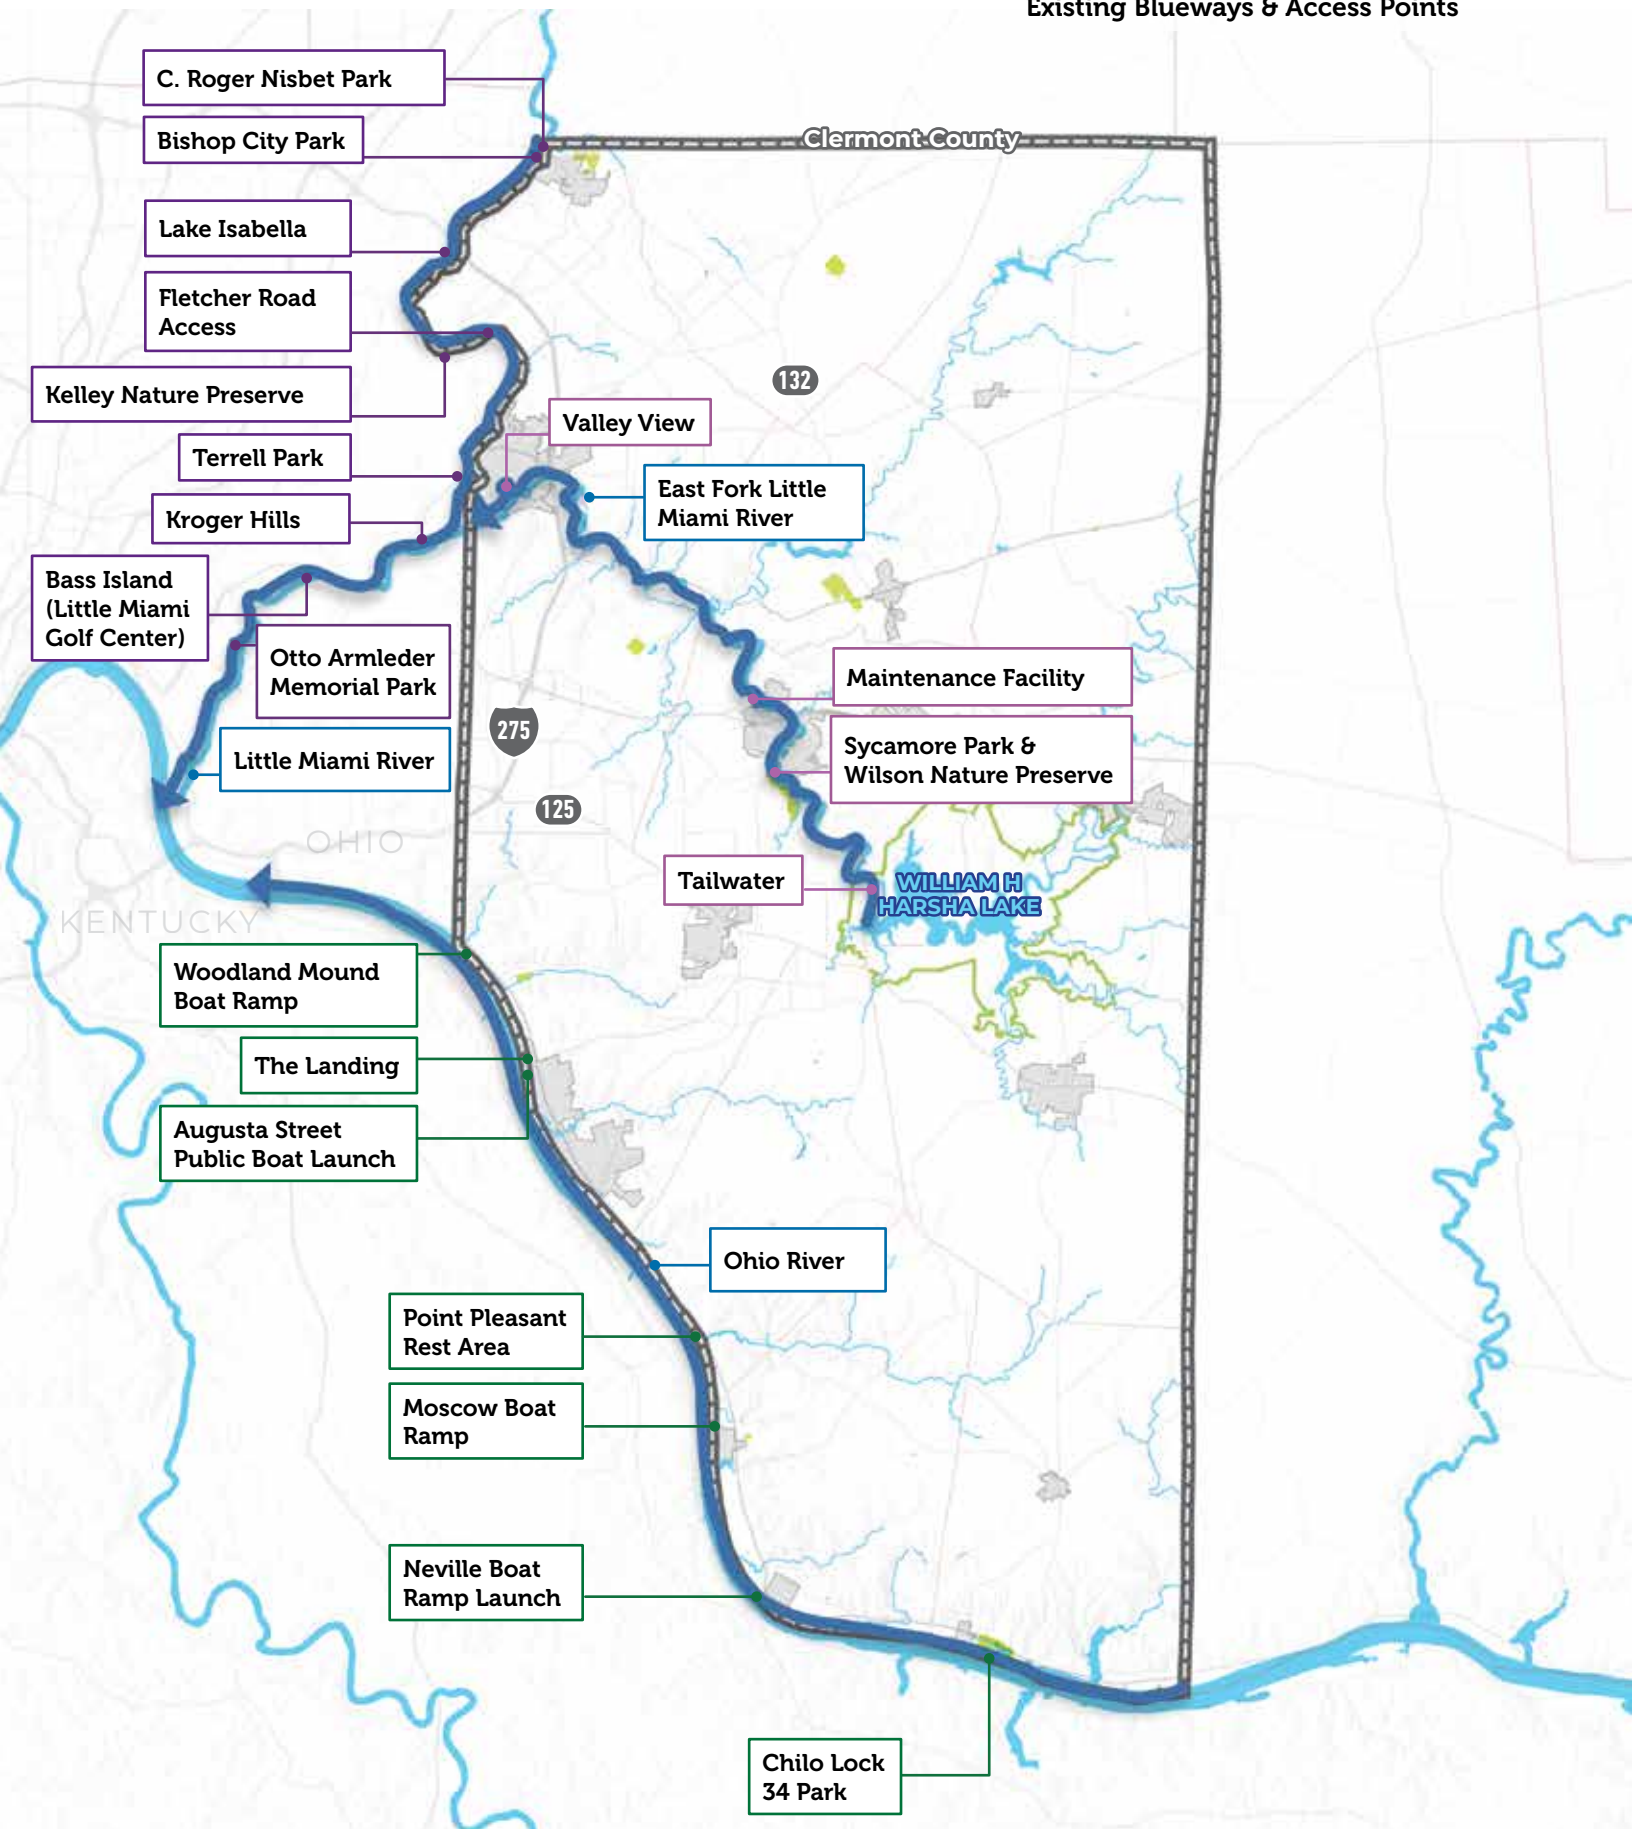 Existing Blueways & Access Points
C. Roger Nisbet Park
Clermont County
Bishop City Park
Lake Isabella
Fletcher Road
Access
132
Kelley Nature Preserve
Valley View
Terrell Park
East Fork Little
Miami River
Kroger Hills
Bass Island
(Little Miami
Golf Center)
Otto Armleder
Memorial Park
Maintenance Facility
275
Sycamore Park &
Wilson Nature Preserve
Little Miami River
125
OHIO
Tailwater
WILLIAM H
HARSHA LAKE
KENTUCKY
Woodland Mound
Boat Ramp
The Landing
Augusta Street
Public Boat Launch
Ohio River
Point Pleasant
Rest Area
Moscow Boat
Ramp
Neville Boat
Ramp Launch
Chilo Lock
34 Park